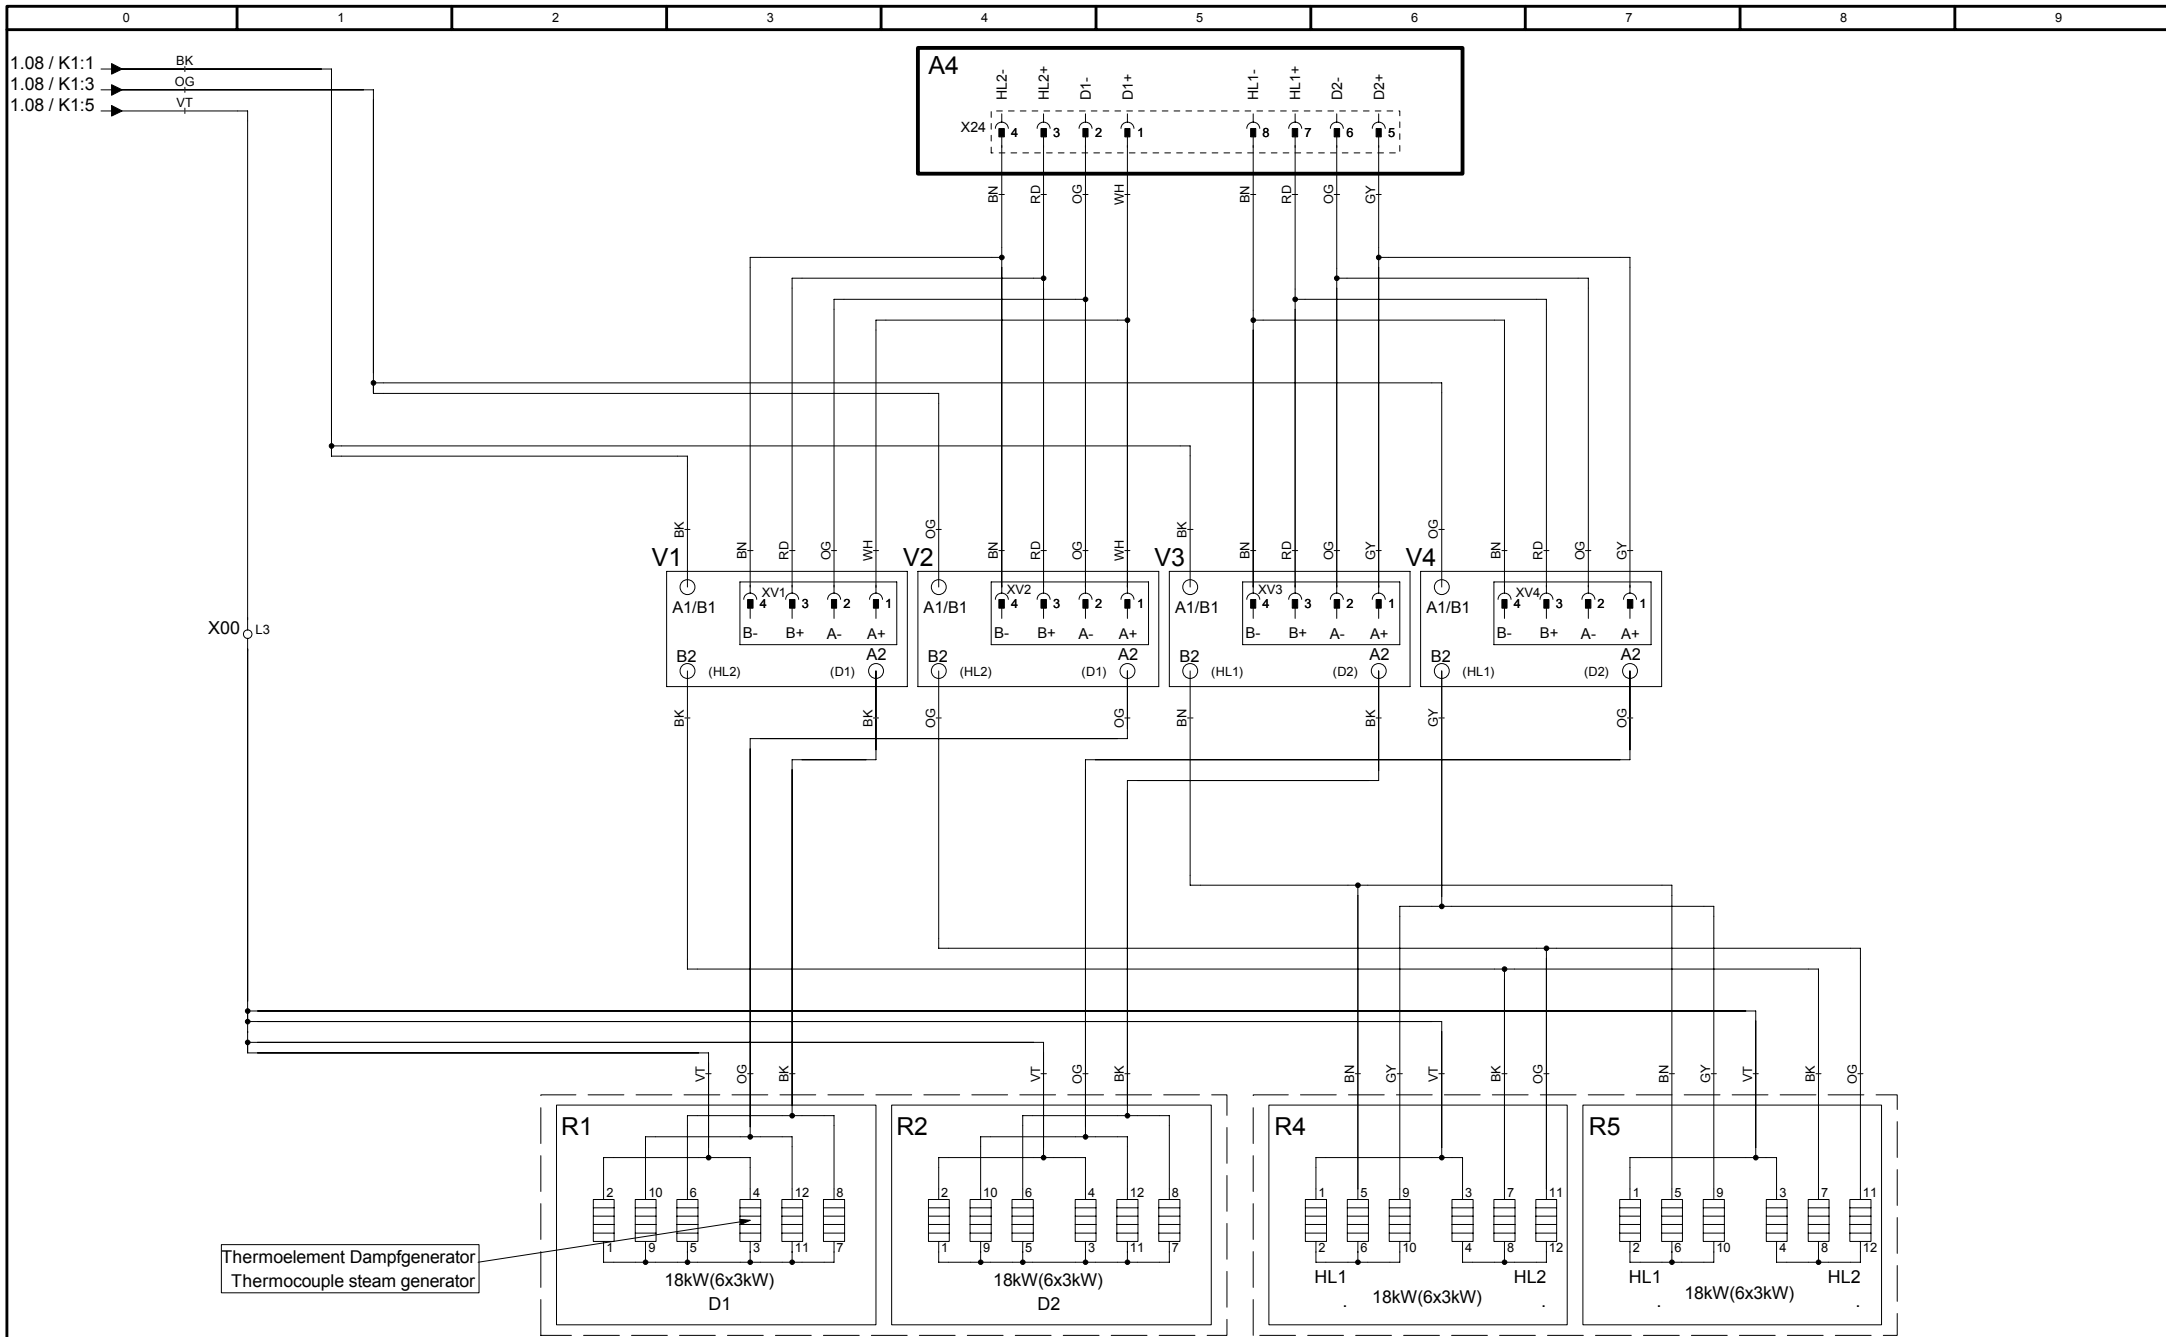 0 1 2 3 4 5 6 7 8 9
1.08 / K1:1 BK
1.08 / K1:3 OG
1.08 / K1:5 VT
A4
HL2- HL2+ D1- D1+ HL1- HL1+ D2- D2+
X24 4 3 2 1 8 7 6 5
BN RD OG WH BN RD OG GY
BK BN RD OG WH OG BN RD OG WH BK BN RD OG GY OG BN RD OG GY
V1 V2 V3 V4
XV1 XV2 XV3 XV4
A1/B1 4 3 2 1 A1/B1 4 3 2 1 A1/B1 4 3 2 1 A1/B1 4 3 2 1
B- B+ A- A+ B- B+ A- A+ B- B+ A- A+ B- B+ A- A+
X00 L3
B2 A2 B2 A2 B2 A2 B2 A2
(HL2) (D1) (HL2) (D1) (HL1) (D2) (HL1) (D2)
BK BK OG OG BN BK GY OG
VT OG BK VT OG BK BN GY VT BK OG BN GY VT BK OG
R1 R2 R4 R5
2 10 6 4 12 8 2 10 6 4 12 8 1 5 9 3 7 11 1 5 9 3 7 11
1 9 5 3 11 7 1 9 5 3 11 7 2 6 10 4 8 12 2 6 10 4 8 12
Thermoelement Dampfgenerator
Thermocouple steam generator
18kW(6x3kW) 18kW(6x3kW) HL1 HL2 HL1 HL2
D1 D2 . 18kW(6x3kW) . . 18kW(6x3kW) .